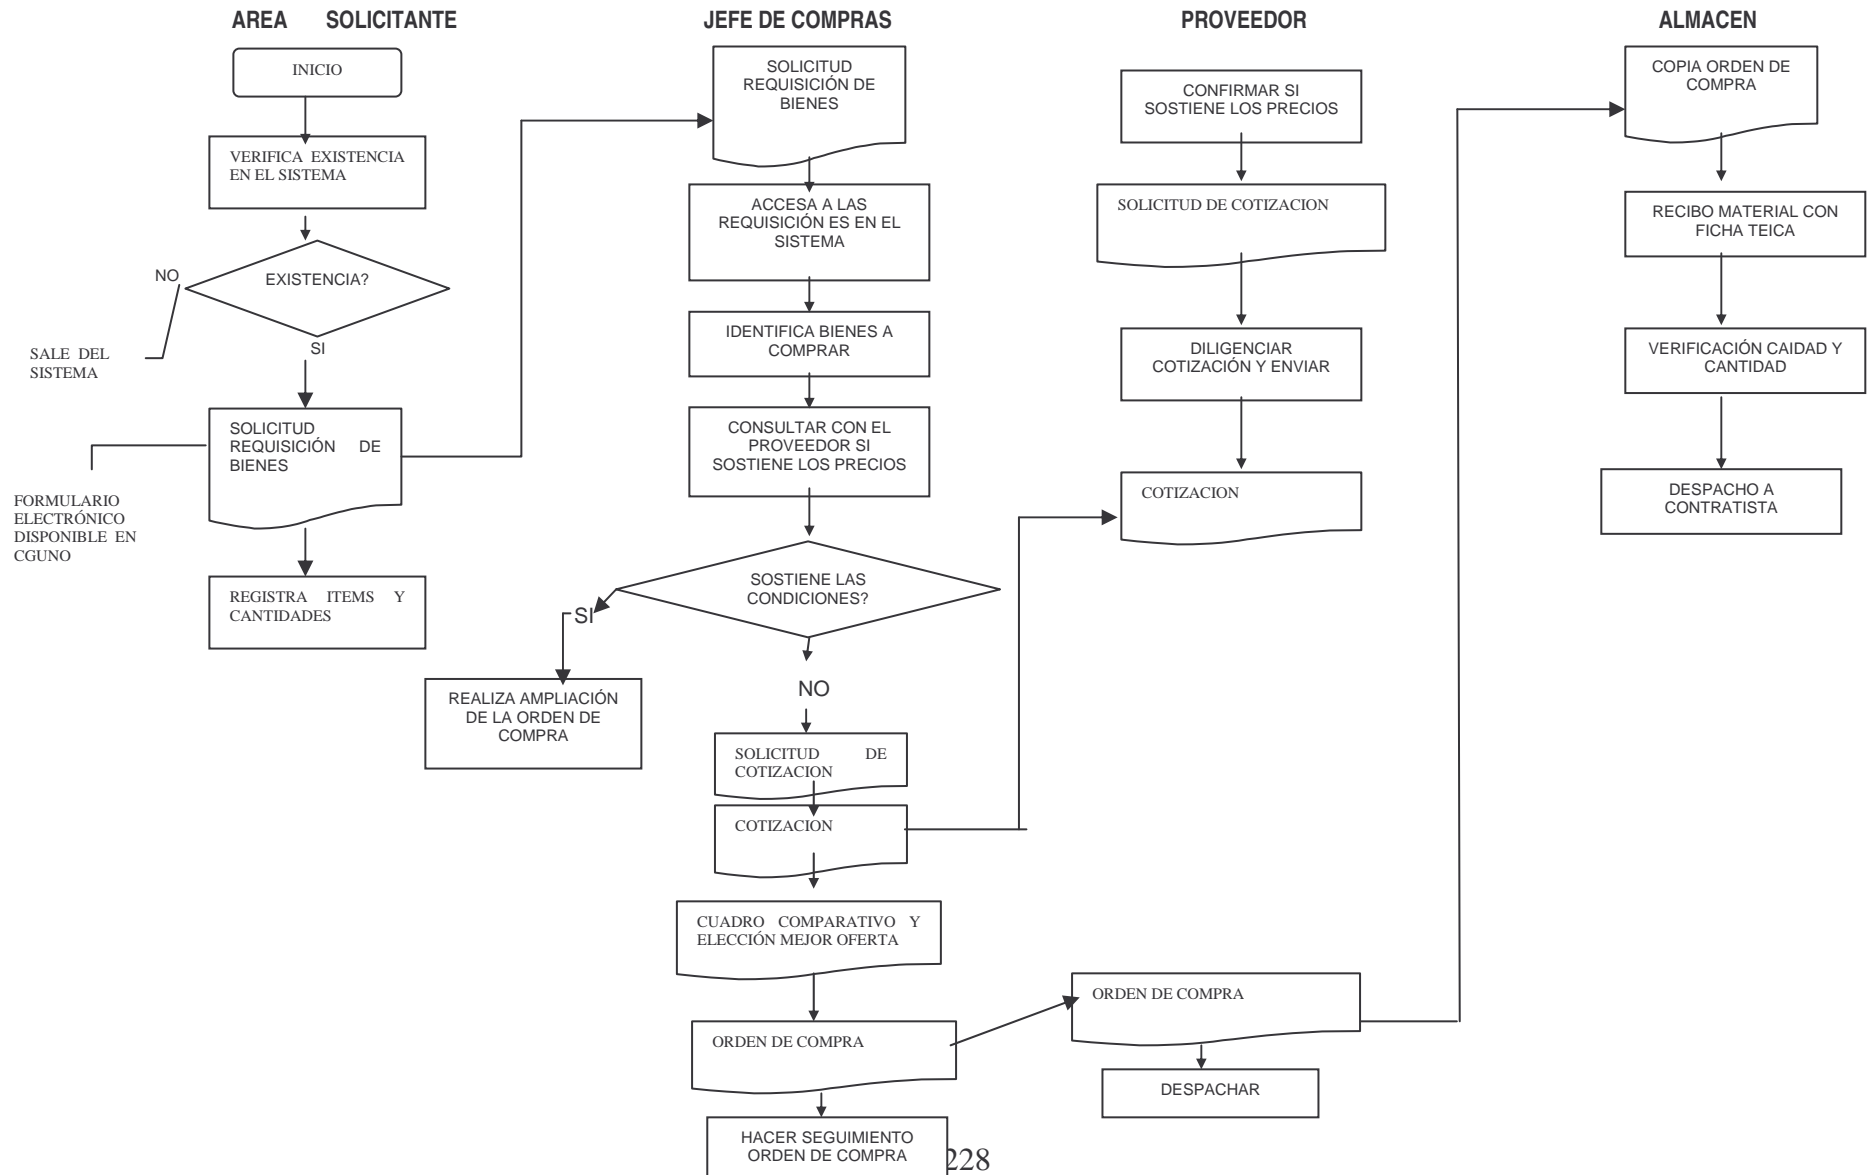 AREA SOLICITANTE
JEFE DE COMPRAS
PROVEEDOR
ALMACEN
INICIO
VERIFICA EXISTENCIA
EN EL SISTEMA
EXISTENCIA?
NO
SI
SALE DEL
SISTEMA
SOLICITUD
REQUISICIÓN DE
BIENES
FORMULARIO
ELECTRÓNICO
DISPONIBLE EN
CGUNO
REGISTRA ITEMS Y
CANTIDADES
SOLICITUD
REQUISICIÓN DE
BIENES
ACCESA A LAS
REQUISICIÓN ES EN EL
SISTEMA
IDENTIFICA BIENES A
COMPRAR
CONSULTAR CON EL
PROVEEDOR SI
SOSTIENE LOS PRECIOS
SOSTIENE LAS
CONDICIONES?
SI
REALIZA AMPLIACIÓN
DE LA ORDEN DE
COMPRA
NO
SOLICITUD DE
COTIZACION
COTIZACION
CUADRO COMPARATIVO Y
ELECCIÓN MEJOR OFERTA
ORDEN DE COMPRA
HACER SEGUIMIENTO
ORDEN DE COMPRA
CONFIRMAR SI
SOSTIENE LOS PRECIOS
SOLICITUD DE COTIZACION
DILIGENCIAR
COTIZACIÓN Y ENVIAR
COTIZACION
ORDEN DE COMPRA
DESPACHAR
COPIA ORDEN DE
COMPRA
RECIBO MATERIAL CON
FICHA TEICA
VERIFICACIÓN CAIDAD Y
CANTIDAD
DESPACHO A
CONTRATISTA
228